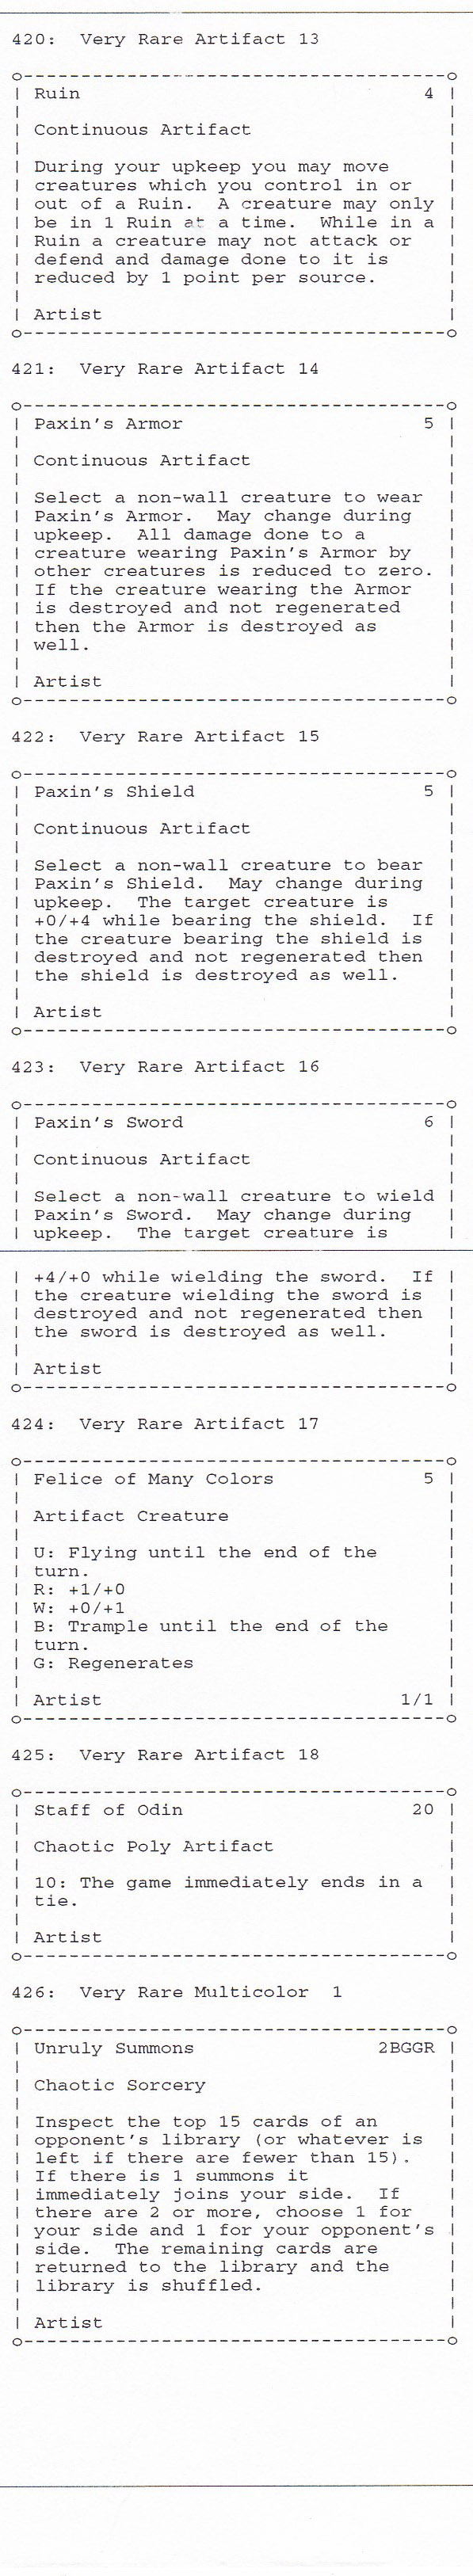 420:  Very Rare Artifact 13
o-------------------------------------o
| Ruin 4 |
| Continuous Artifact |
| During your upkeep you may move |
| creatures which you control in or |
| out of a Ruin.  A creature may only |
| be in 1 Ruin at a time.  While in a |
| Ruin a creature may not attack or |
| defend and damage done to it is |
| reduced by 1 point per source. |
| Artist |
o-------------------------------------o
421:  Very Rare Artifact 14
o-------------------------------------o
| Paxin's Armor 5 |
| Continuous Artifact |
| Select a non-wall creature to wear |
| Paxin's Armor.  May change during |
| upkeep.  All damage done to a |
| creature wearing Paxin's Armor by |
| other creatures is reduced to zero. |
| If the creature wearing the Armor |
| is destroyed and not regenerated |
| then the Armor is destroyed as |
| well. |
| Artist |
o-------------------------------------o
422:  Very Rare Artifact 15
o-------------------------------------o
| Paxin's Shield 5 |
| Continuous Artifact |
| Select a non-wall creature to bear |
| Paxin's Shield.  May change during |
| upkeep.  The target creature is |
| +0/+4 while bearing the shield.  If |
| the creature bearing the shield is |
| destroyed and not regenerated then |
| the shield is destroyed as well. |
| Artist |
o-------------------------------------o
423:  Very Rare Artifact 16
o-------------------------------------o
| Paxin's Sword 6 |
| Continuous Artifact |
| Select a non-wall creature to wield |
| Paxin's Sword.  May change during |
| upkeep.  The target creature is |
| +4/+0 while wielding the sword.  If |
| the creature wielding the sword is |
| destroyed and not regenerated then |
| the sword is destroyed as well. |
| Artist |
o-------------------------------------o
424:  Very Rare Artifact 17
o-------------------------------------o
| Felice of Many Colors 5 |
| Artifact Creature |
| U: Flying until the end of the |
| turn. |
| R: +1/+0 |
| W: +0/+1 |
| B: Trample until the end of the |
| turn. |
| G: Regenerates |
| Artist 1/1 |
o-------------------------------------o
425:  Very Rare Artifact 18
o-------------------------------------o
| Staff of Odin 20 |
| Chaotic Poly Artifact |
| 10: The game immediately ends in a |
| tie. |
| Artist |
o-------------------------------------o
426:  Very Rare Multicolor  1
o-------------------------------------o
| Unruly Summons 2BGGR |
| Chaotic Sorcery |
| Inspect the top 15 cards of an |
| opponent's library (or whatever is |
| left if there are fewer than 15). |
| If there is 1 summons it |
| immediately joins your side.  If |
| there are 2 or more, choose 1 for |
| your side and 1 for your opponent's |
| side.  The remaining cards are |
| returned to the library and the |
| library is shuffled. |
| Artist |
o-------------------------------------o